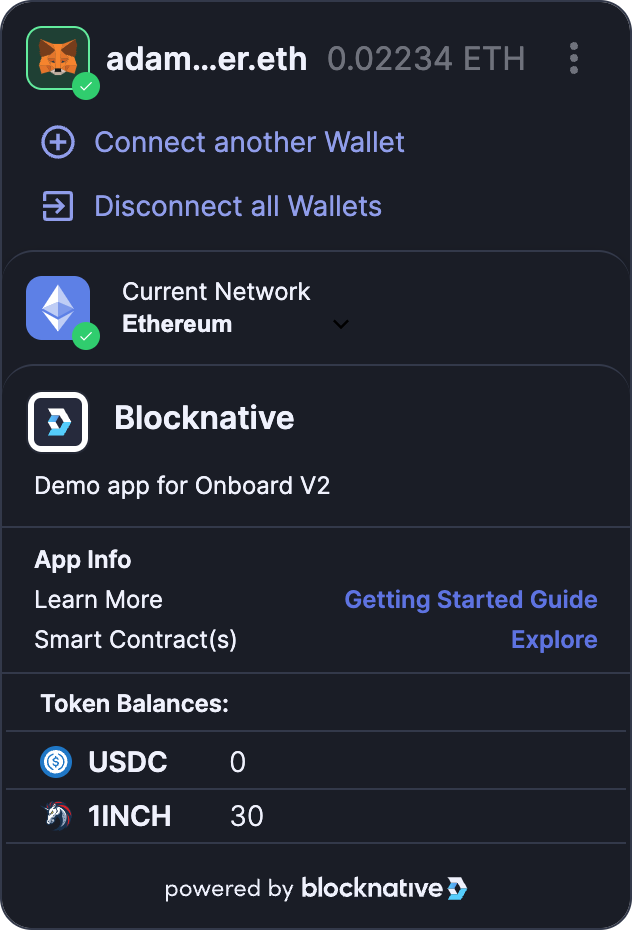 adam...er.eth 0.02234 ETH
Connect another Wallet
Disconnect all Wallets
Current Network
Ethereum
Blocknative
Demo app for Onboard V2
App Info
Learn More Getting Started Guide
Smart Contract(s) Explore
Token Balances:
USDC 0
1INCH 30
powered by blocknative